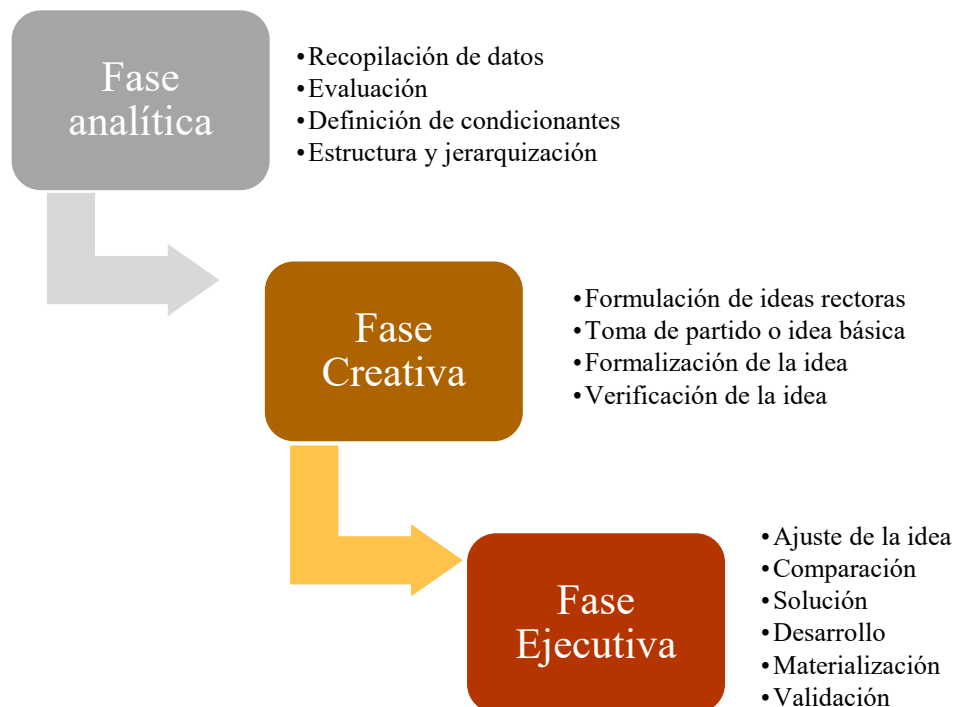 Fase
analítica
•Recopilación de datos
•Evaluación
•Definición de condicionantes
•Estructura y jerarquización
Fase
Creativa
•Formulación de ideas rectoras
•Toma de partido o idea básica
•Formalización de la idea
•Verificación de la idea
Fase
Ejecutiva
•Ajuste de la idea
•Comparación
•Solución
•Desarrollo
•Materialización
•Validación